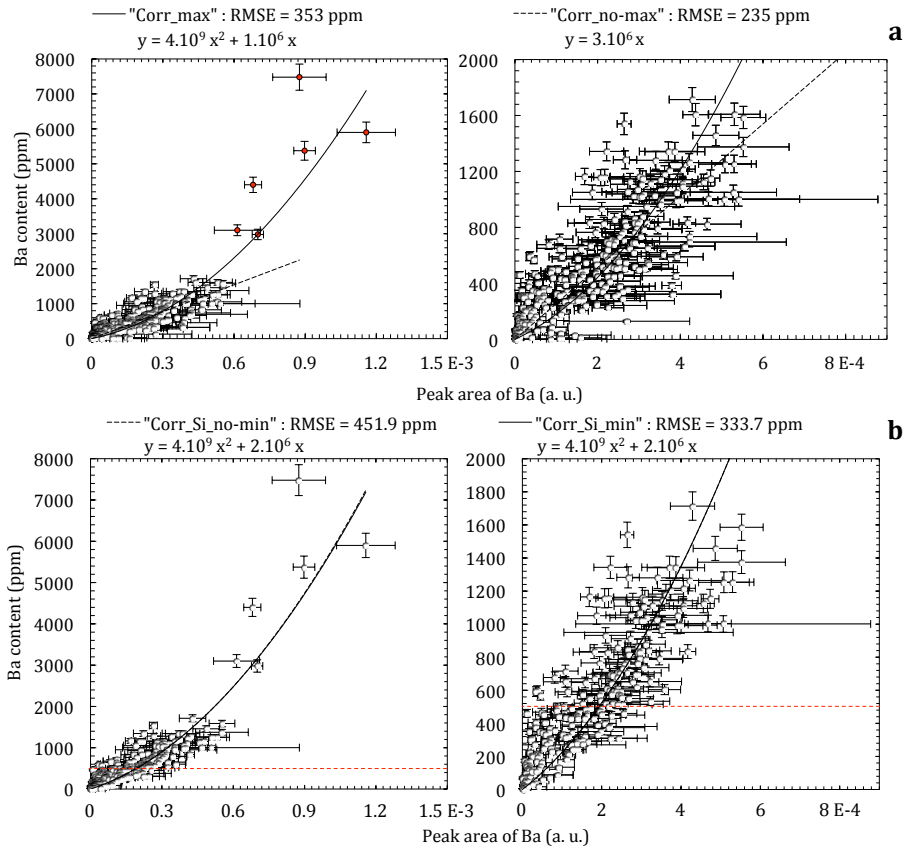 "Corr_max" : RMSE = 353 ppm
y = 4.10⁹ x² + 1.10⁶ x
"Corr_no-max" : RMSE = 235 ppm
y = 3.10⁶ x
a
8000
7000
6000
5000
4000
3000
2000
1000
0
Ba content (ppm)
0 0.3 0.6 0.9 1.2 1.5 E-3
2000
1600
1200
800
400
0
0 2 4 6 8 E-4
Peak area of Ba (a. u.)
"Corr_Si_no-min" : RMSE = 451.9 ppm
y = 4.10⁹ x² + 2.10⁶ x
"Corr_Si_min" : RMSE = 333.7 ppm
y = 4.10⁹ x² + 2.10⁶ x
b
8000
7000
6000
5000
4000
3000
2000
1000
0
Ba content (ppm)
0 0.3 0.6 0.9 1.2 1.5 E-3
2000
1800
1600
1400
1200
1000
800
600
400
200
0
0 2 4 6 8 E-4
Peak area of Ba (a. u.)